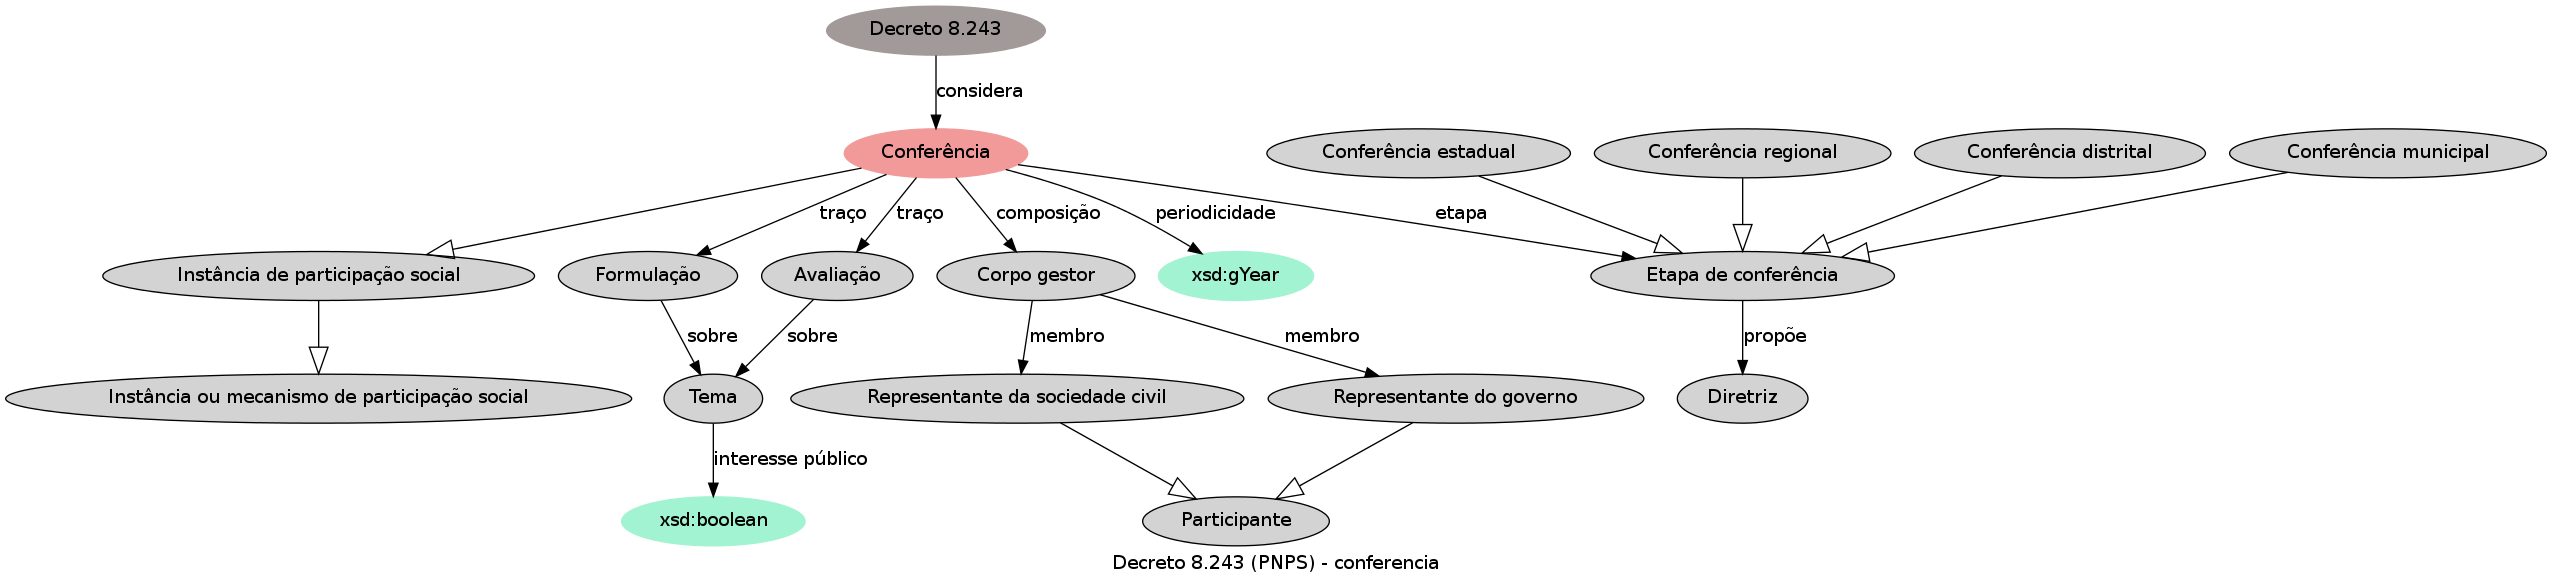 Decreto 8.243
considera
Conferência
Conferência estadual
Conferência regional
Conferência distrital
Conferência municipal
traço
traço
composição
periodicidade
etapa
Instância de participação social
Formulação
Avaliação
Corpo gestor
xsd:gYear
Etapa de conferência
sobre
sobre
membro
membro
propõe
Instância ou mecanismo de participação social
Tema
Representante da sociedade civil
Representante do governo
Diretriz
interesse público
xsd:boolean
Participante
Decreto 8.243 (PNPS) - conferencia